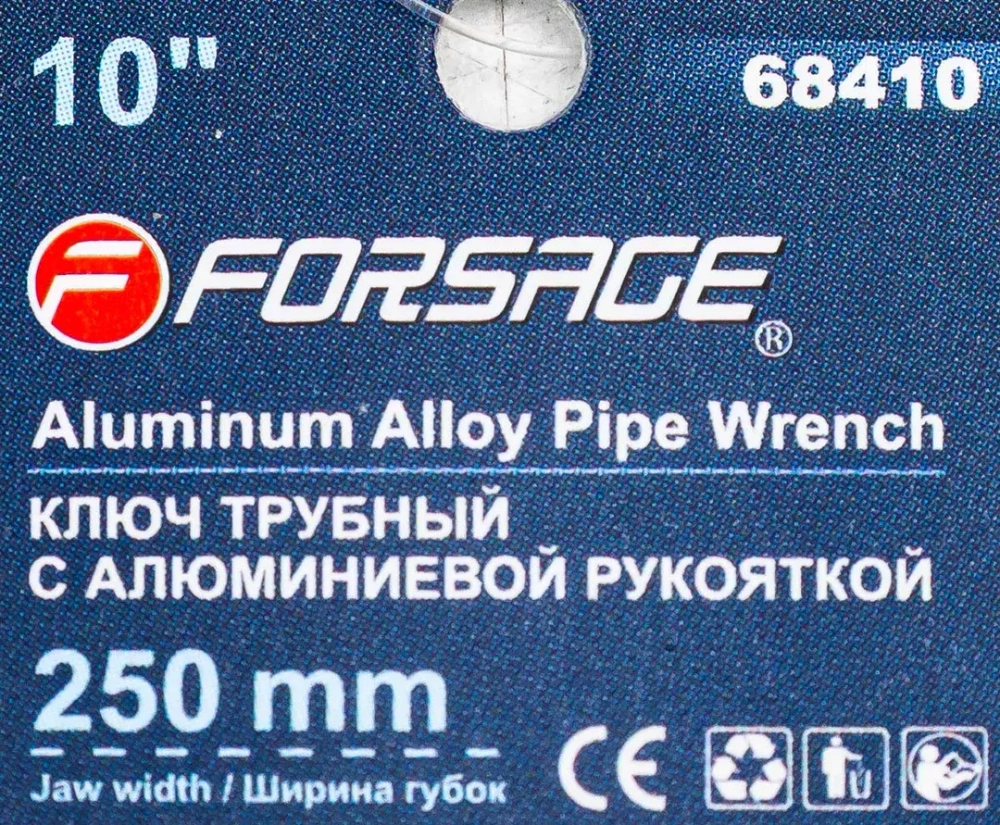 10"
68410
FORSAGE®
Aluminum Alloy Pipe Wrench
КЛЮЧ ТРУБНЫЙ
С АЛЮМИНИЕВОЙ РУКОЯТКОЙ
250 mm
Jaw width / Ширина губок
CE